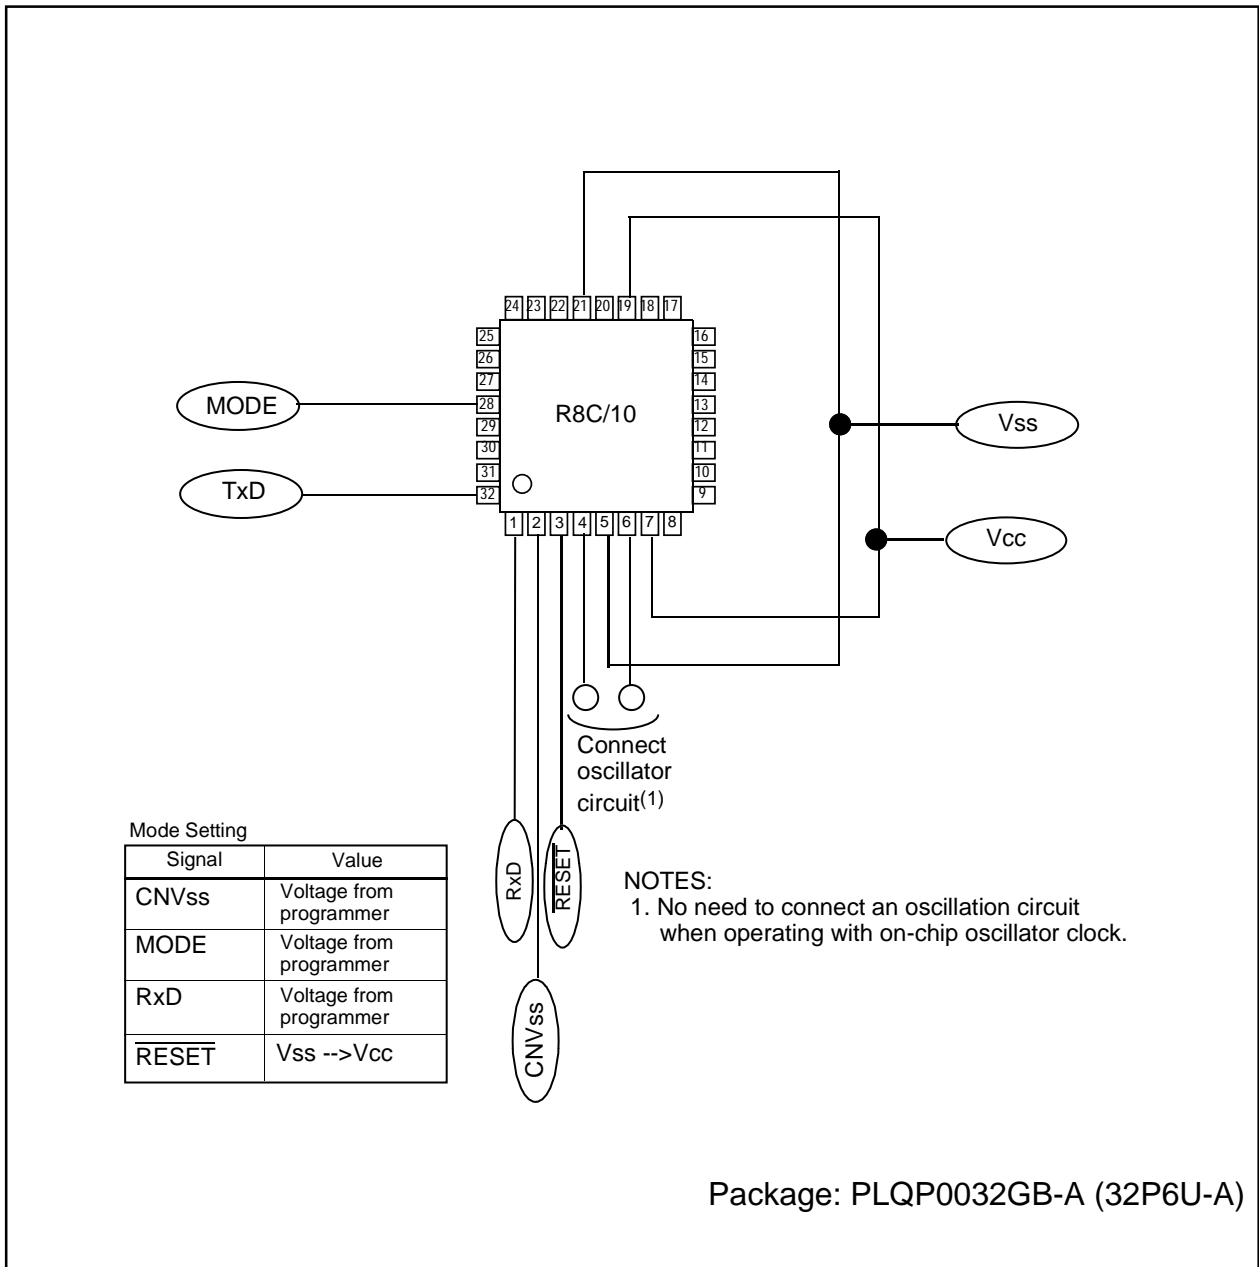 24 23 22 21 20 19 18 17
25
26
27
28
29
30
31
32
16
15
14
13
12
11
10
9
R8C/10
1 2 3 4 5 6 7 8
MODE
TxD
Vss
Vcc
Connect
oscillator
circuit(1)
RxD
RESET
CNVss
Mode Setting
Signal Value
CNVss Voltage from
programmer
MODE Voltage from
programmer
RxD Voltage from
programmer
RESET Vss -->Vcc
NOTES:
1. No need to connect an oscillation circuit
when operating with on-chip oscillator clock.
Package: PLQP0032GB-A (32P6U-A)